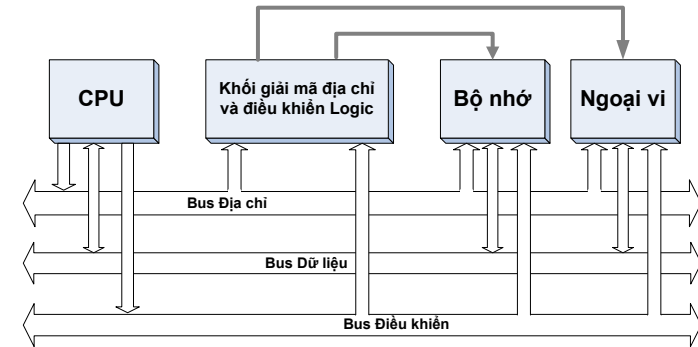 CPU
Khối giải mã địa chỉ
và điều khiển Logic
Bộ nhớ
Ngoại vi
Bus Địa chỉ
Bus Dữ liệu
Bus Điều khiển